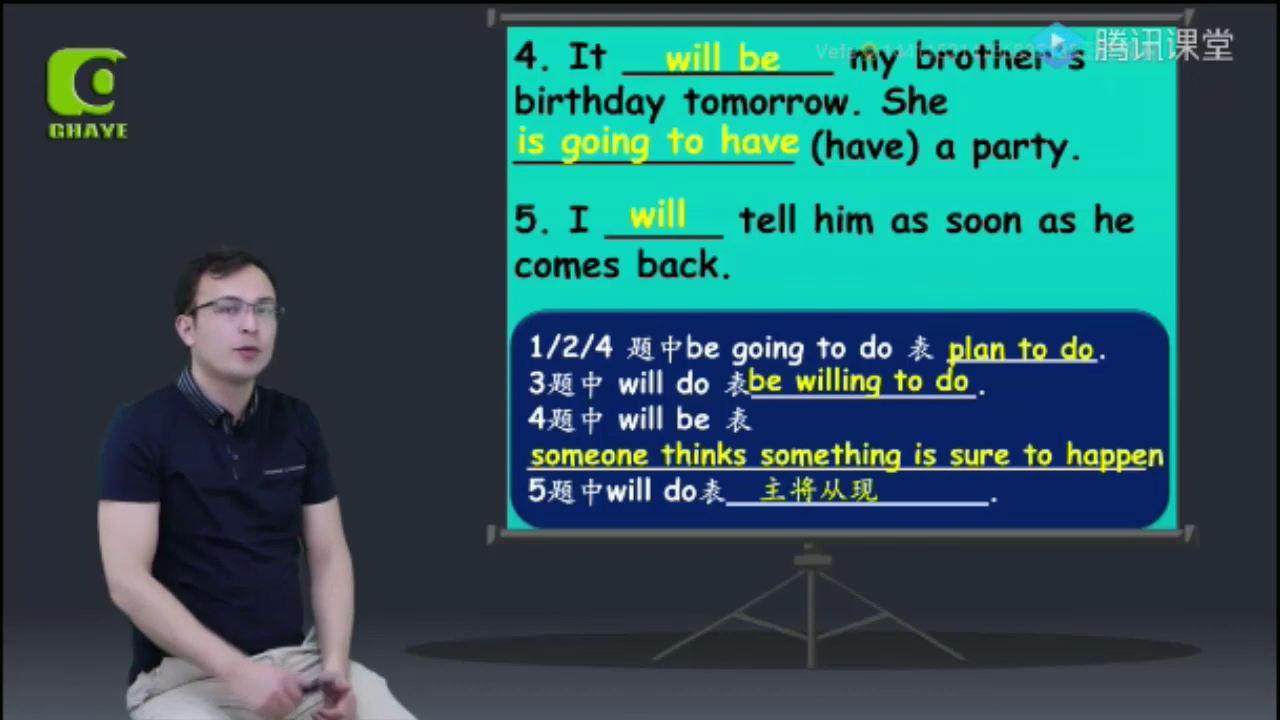 GHAYE
腾讯课堂
4. It will be my brother's
birthday tomorrow. She
is going to have (have) a party.
5. I will tell him as soon as he
comes back.
1/2/4 题中be going to do 表 plan to do.
3题中 will do 表be willing to do.
4题中 will be 表
someone thinks something is sure to happen
5题中will do表 主将从现.